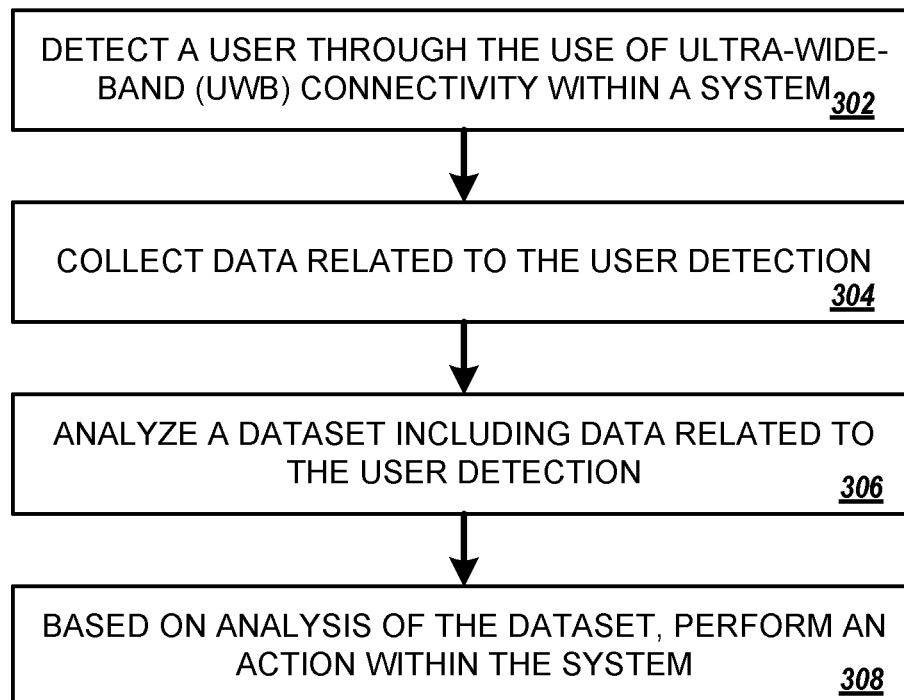 DETECT A USER THROUGH THE USE OF ULTRA-WIDE-
BAND (UWB) CONNECTIVITY WITHIN A SYSTEM
302
COLLECT DATA RELATED TO THE USER DETECTION
304
ANALYZE A DATASET INCLUDING DATA RELATED TO
THE USER DETECTION
306
BASED ON ANALYSIS OF THE DATASET, PERFORM AN
ACTION WITHIN THE SYSTEM
308